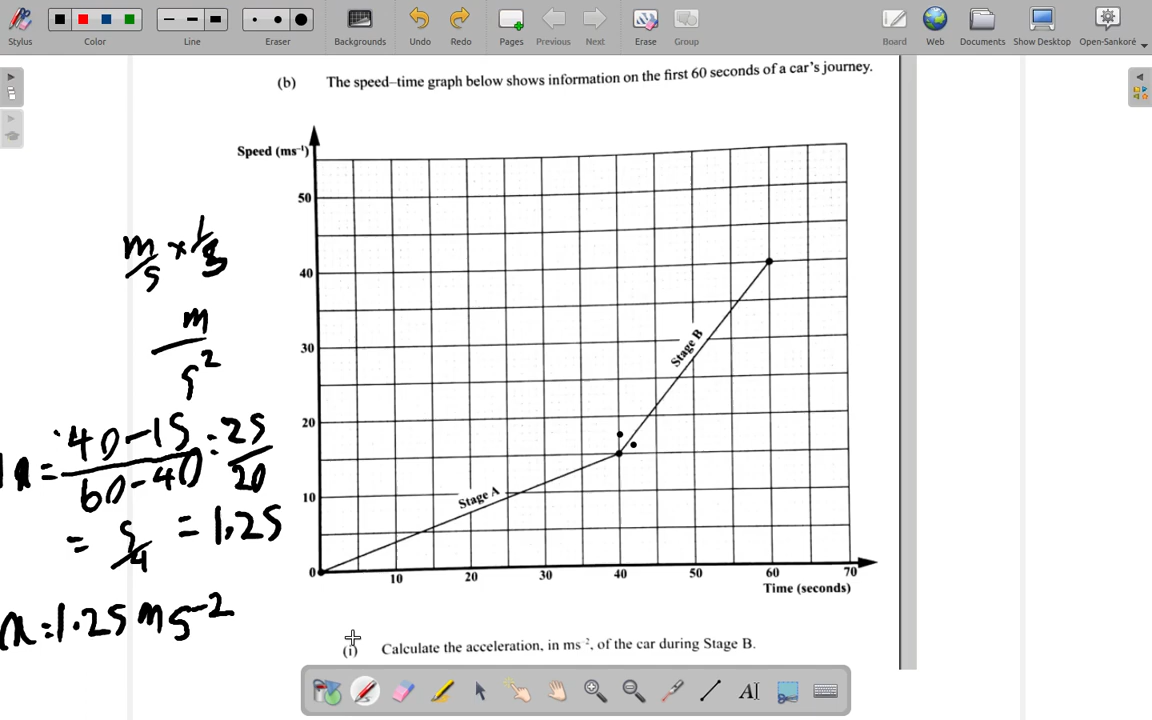 Stylus Color Line Eraser Backgrounds Undo Redo Pages Previous Next Erase Group Board Web Documents Show Desktop Open-Sankoré
(b) The speed–time graph below shows information on the first 60 seconds of a car's journey.
Speed (ms⁻¹)
50
40
30
20
10
0
10 20 30 40 50 60 70
Time (seconds)
Stage A
Stage B
m/s × 1/s
m/s²
= 40-15/60-40 = 25/20
= 5/4 = 1.25
= 1.25 ms⁻²
(i) Calculate the acceleration, in ms⁻², of the car during Stage B.
AI